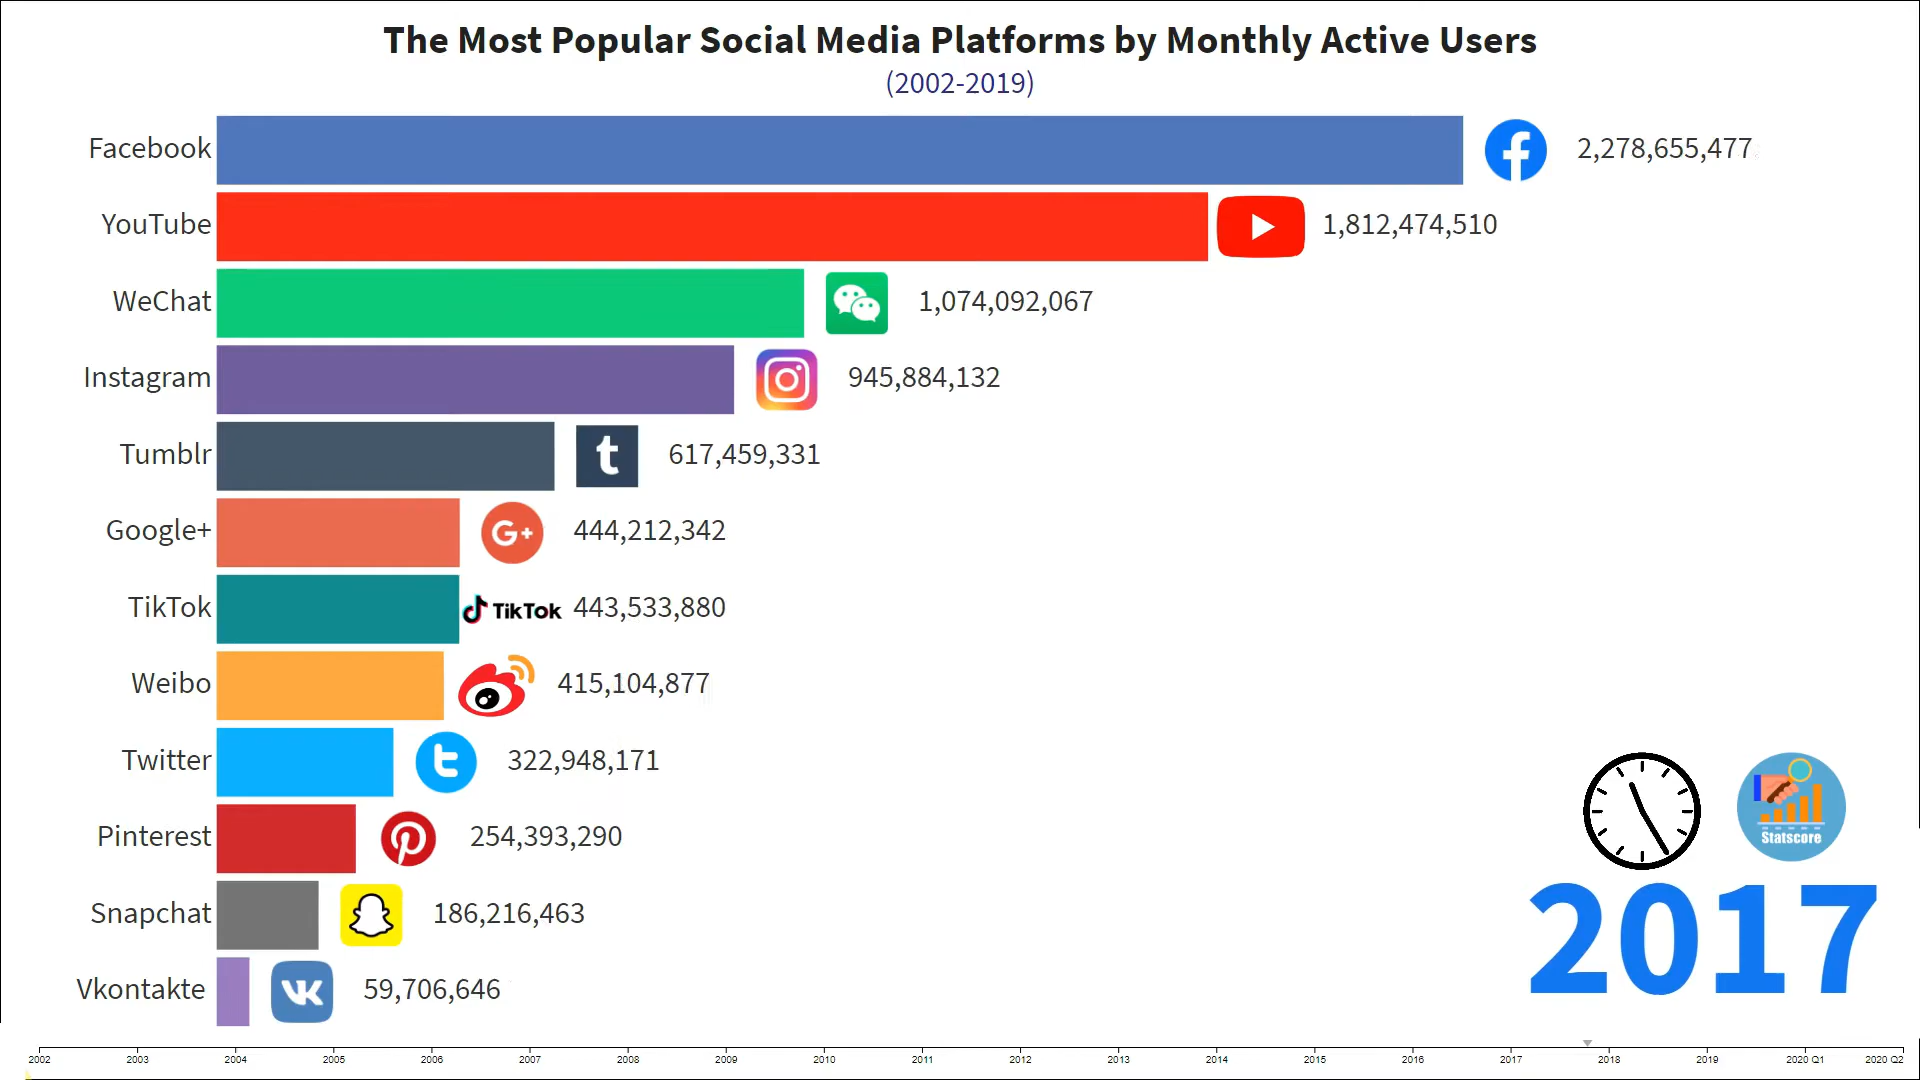 The Most Popular Social Media Platforms by Monthly Active Users
(2002-2019)
Facebook 2,278,655,477
YouTube 1,812,474,510
WeChat 1,074,092,067
Instagram 945,884,132
Tumblr t 617,459,331
Google+ G+ 444,212,342
TikTok TikTok 443,533,880
Weibo 415,104,877
Twitter 322,948,171
Pinterest 254,393,290
Snapchat 186,216,463
Vkontakte VK 59,706,646
Statscore
2017
2002 2003 2004 2005 2006 2007 2008 2009 2010 2011 2012 2013 2014 2015 2016 2017 2018 2019 2020 Q1 2020 Q2